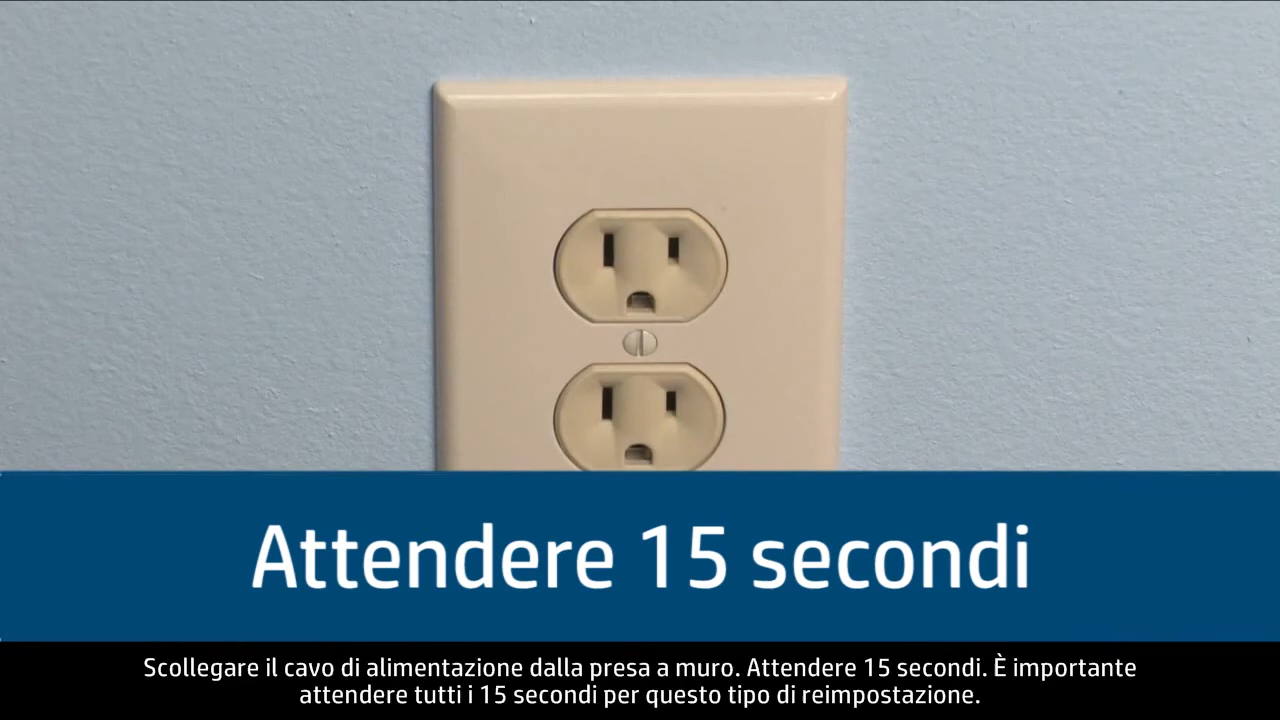 Attendere 15 secondi
Scollegare il cavo di alimentazione dalla presa a muro. Attendere 15 secondi. È importante
attendere tutti i 15 secondi per questo tipo di reimpostazione.